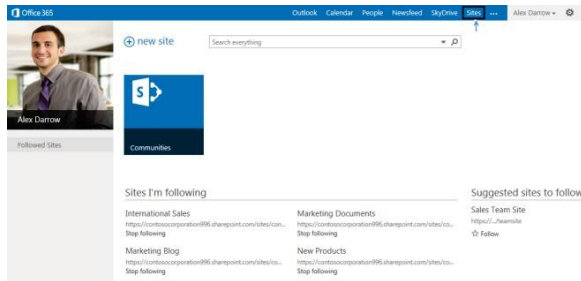 Office 365 Outlook Calendar People Newsfeed SkyDrive Sites ... Alex Darrow
new site
Search everything
Alex Darrow
Followed Sites
S
Communities
Sites I'm following
Suggested sites to follow
International Sales
https://contosocorporation996.sharepoint.com/sites/con...
Stop following
Marketing Documents
https://contosocorporation996.sharepoint.com/sites/co...
Stop following
Sales Team Site
https://.../teamsite
Follow
Marketing Blog
https://contosocorporation996.sharepoint.com/sites/co...
Stop following
New Products
https://contosocorporation996.sharepoint.com/sites/co...
Stop following